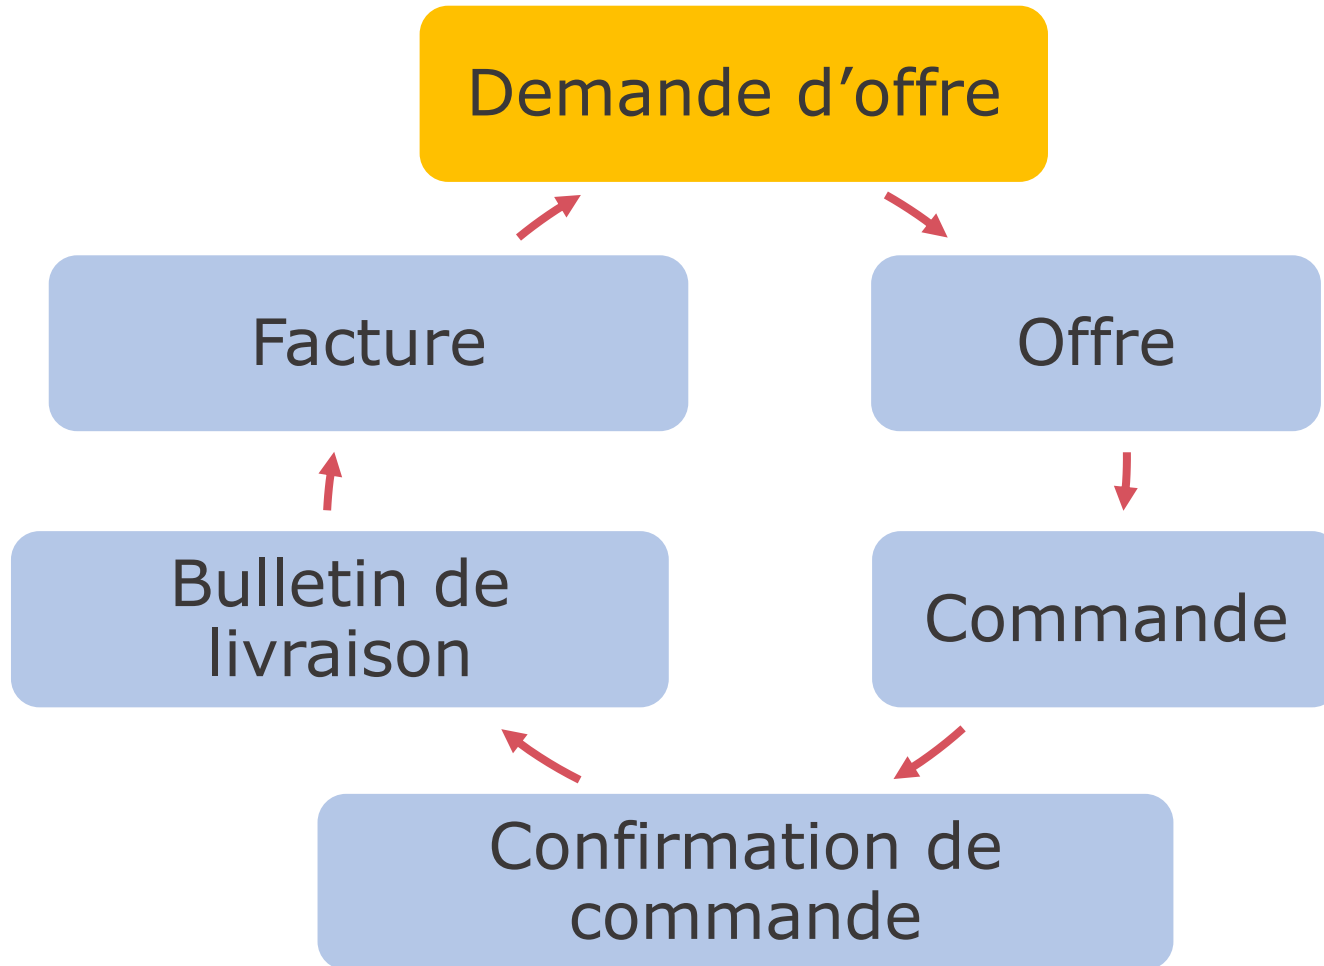 Demande d’offre
Facture
Offre
Bulletin de
livraison
Commande
Confirmation de
commande